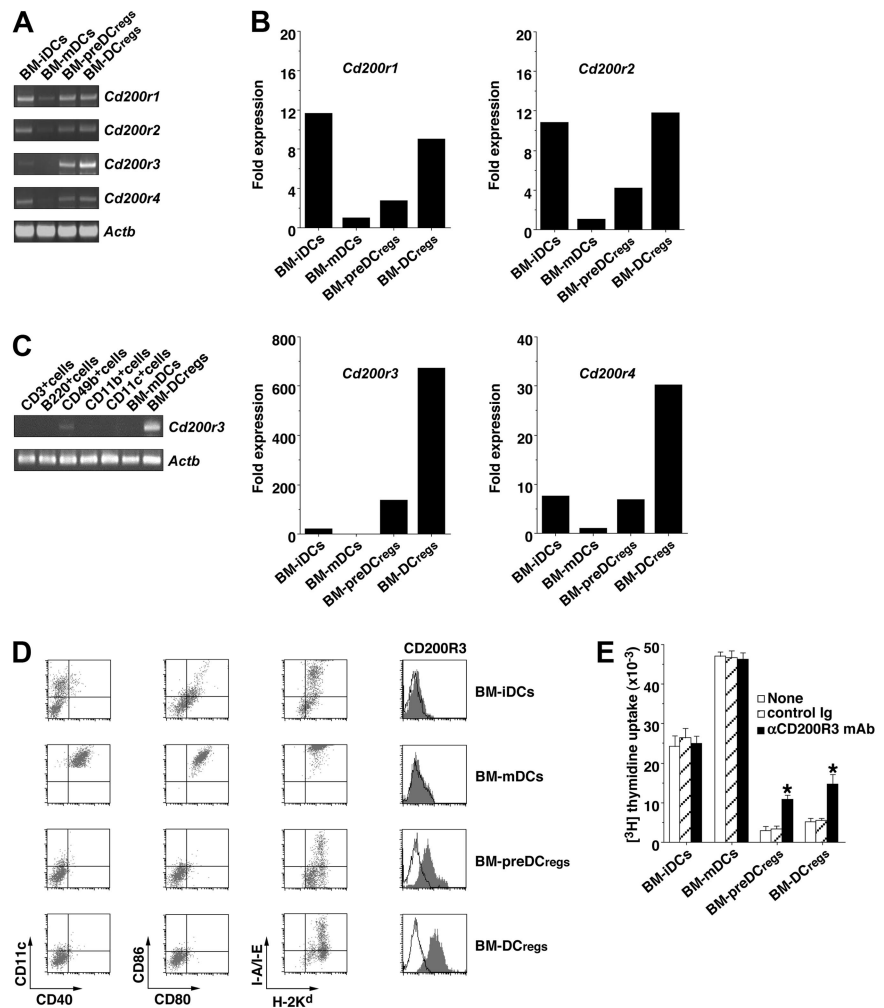 A
BM-iDCs
BM-mDCs
BM-preDCregs
BM-DCregs
Cd200r1
Cd200r2
Cd200r3
Cd200r4
Actb
B
Fold expression
20
16
12
8
4
0
Cd200r1
BM-iDCs
BM-mDCs
BM-preDCregs
BM-DCregs
Fold expression
20
16
12
8
4
0
Cd200r2
BM-iDCs
BM-mDCs
BM-preDCregs
BM-DCregs
C
CD3+cells
B220+cells
CD49b+cells
CD11b+cells
CD11c+cells
BM-mDCs
BM-DCregs
Cd200r3
Actb
Fold expression
800
600
400
200
0
Cd200r3
BM-iDCs
BM-mDCs
BM-preDCregs
BM-DCregs
Fold expression
40
30
20
10
0
Cd200r4
BM-iDCs
BM-mDCs
BM-preDCregs
BM-DCregs
D
CD200R3
BM-iDCs
BM-mDCs
BM-preDCregs
BM-DCregs
CD11c
CD40
CD86
CD80
I-A/I-E
H-2Kd
E
[3H] thymidine uptake (x10-3)
50
40
30
20
10
0
None
control Ig
αCD200R3 mAb
*
*
BM-iDCs
BM-mDCs
BM-preDCregs
BM-DCregs